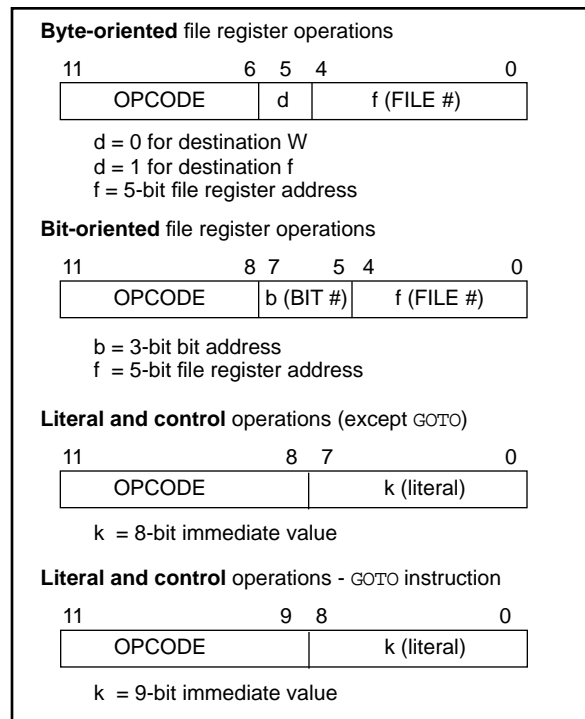 Byte-oriented file register operations
11 6 5 4 0
OPCODE d f (FILE #)
d = 0 for destination W
d = 1 for destination f
f = 5-bit file register address
Bit-oriented file register operations
11 8 7 5 4 0
OPCODE b (BIT #) f (FILE #)
b = 3-bit bit address
f = 5-bit file register address
Literal and control operations (except GOTO)
11 8 7 0
OPCODE k (literal)
k = 8-bit immediate value
Literal and control operations - GOTO instruction
11 9 8 0
OPCODE k (literal)
k = 9-bit immediate value